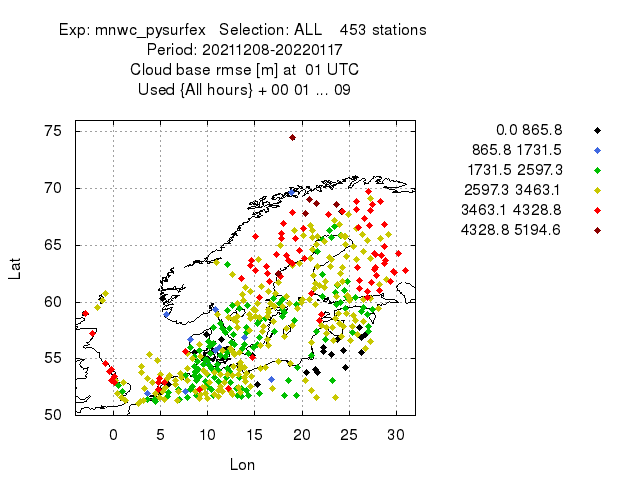 Exp: mnwc_pysurfex   Selection: ALL    453 stations
Period: 20211208-20220117
Cloud base rmse [m] at  01 UTC
Used {All hours} + 00 01 ... 09
0.0 865.8
865.8 1731.5
1731.5 2597.3
2597.3 3463.1
3463.1 4328.8
4328.8 5194.6
75
70
65
60
55
50
Lat
0 5 10 15 20 25 30
Lon